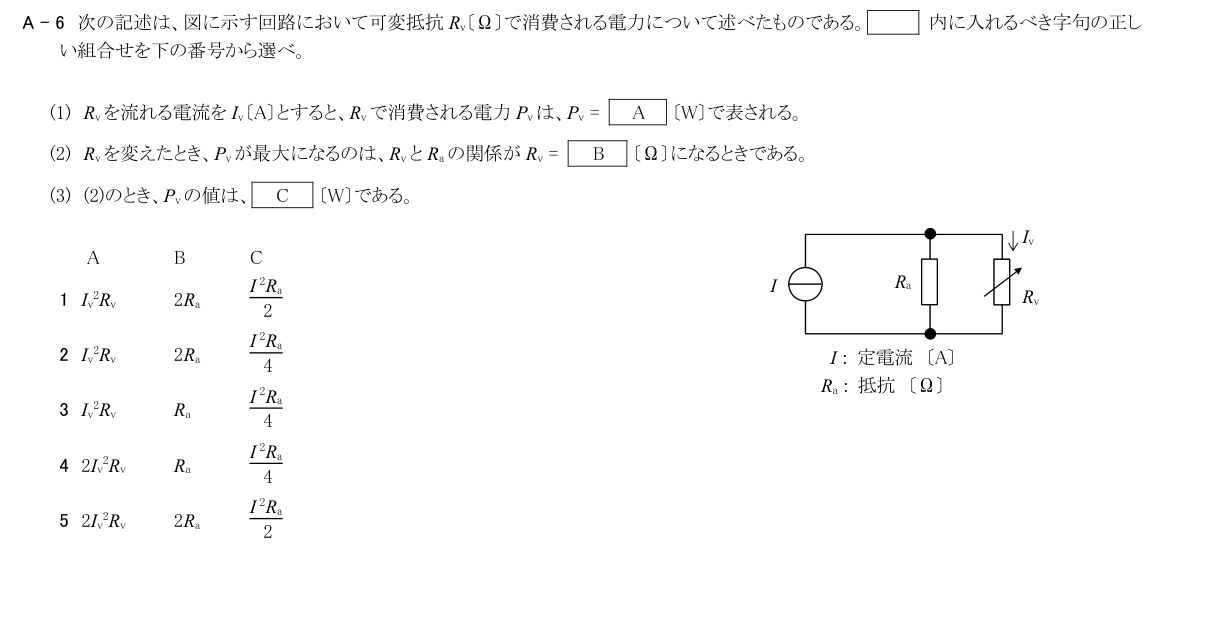 A－6 次の記述は、図に示す回路において可変抵抗 Rv〔Ω〕で消費される電力について述べたものである。 内に入れるべき字句の正し
い組合せを下の番号から選べ。
(1) Rvを流れる電流をIv〔A〕とすると、Rvで消費される電力Pvは、Pv = A 〔W〕で表される。
(2) Rvを変えたとき、Pvが最大になるのは、RvとRaの関係がRv = B 〔Ω〕になるときである。
(3) (2)のとき、Pvの値は、 C 〔W〕である。
A B C
1 Iv²Rv 2Ra I²Ra/2
2 Iv²Rv 2Ra I²Ra/4
3 Iv²Rv Ra I²Ra/4
4 2Iv²Rv Ra I²Ra/4
5 2Iv²Rv 2Ra I²Ra/2
Iv
I
Ra
Rv
I : 定電流 〔A〕
Ra : 抵抗 〔Ω〕